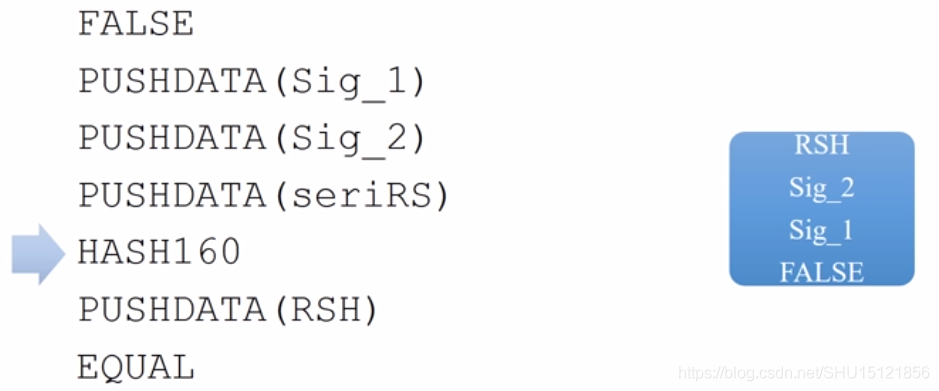 FALSE
PUSHDATA(Sig_1)
PUSHDATA(Sig_2)
PUSHDATA(seriRS)
HASH160
PUSHDATA(RSH)
EQUAL
RSH
Sig_2
Sig_1
FALSE
https://blog.csdn.net/SHU15121856